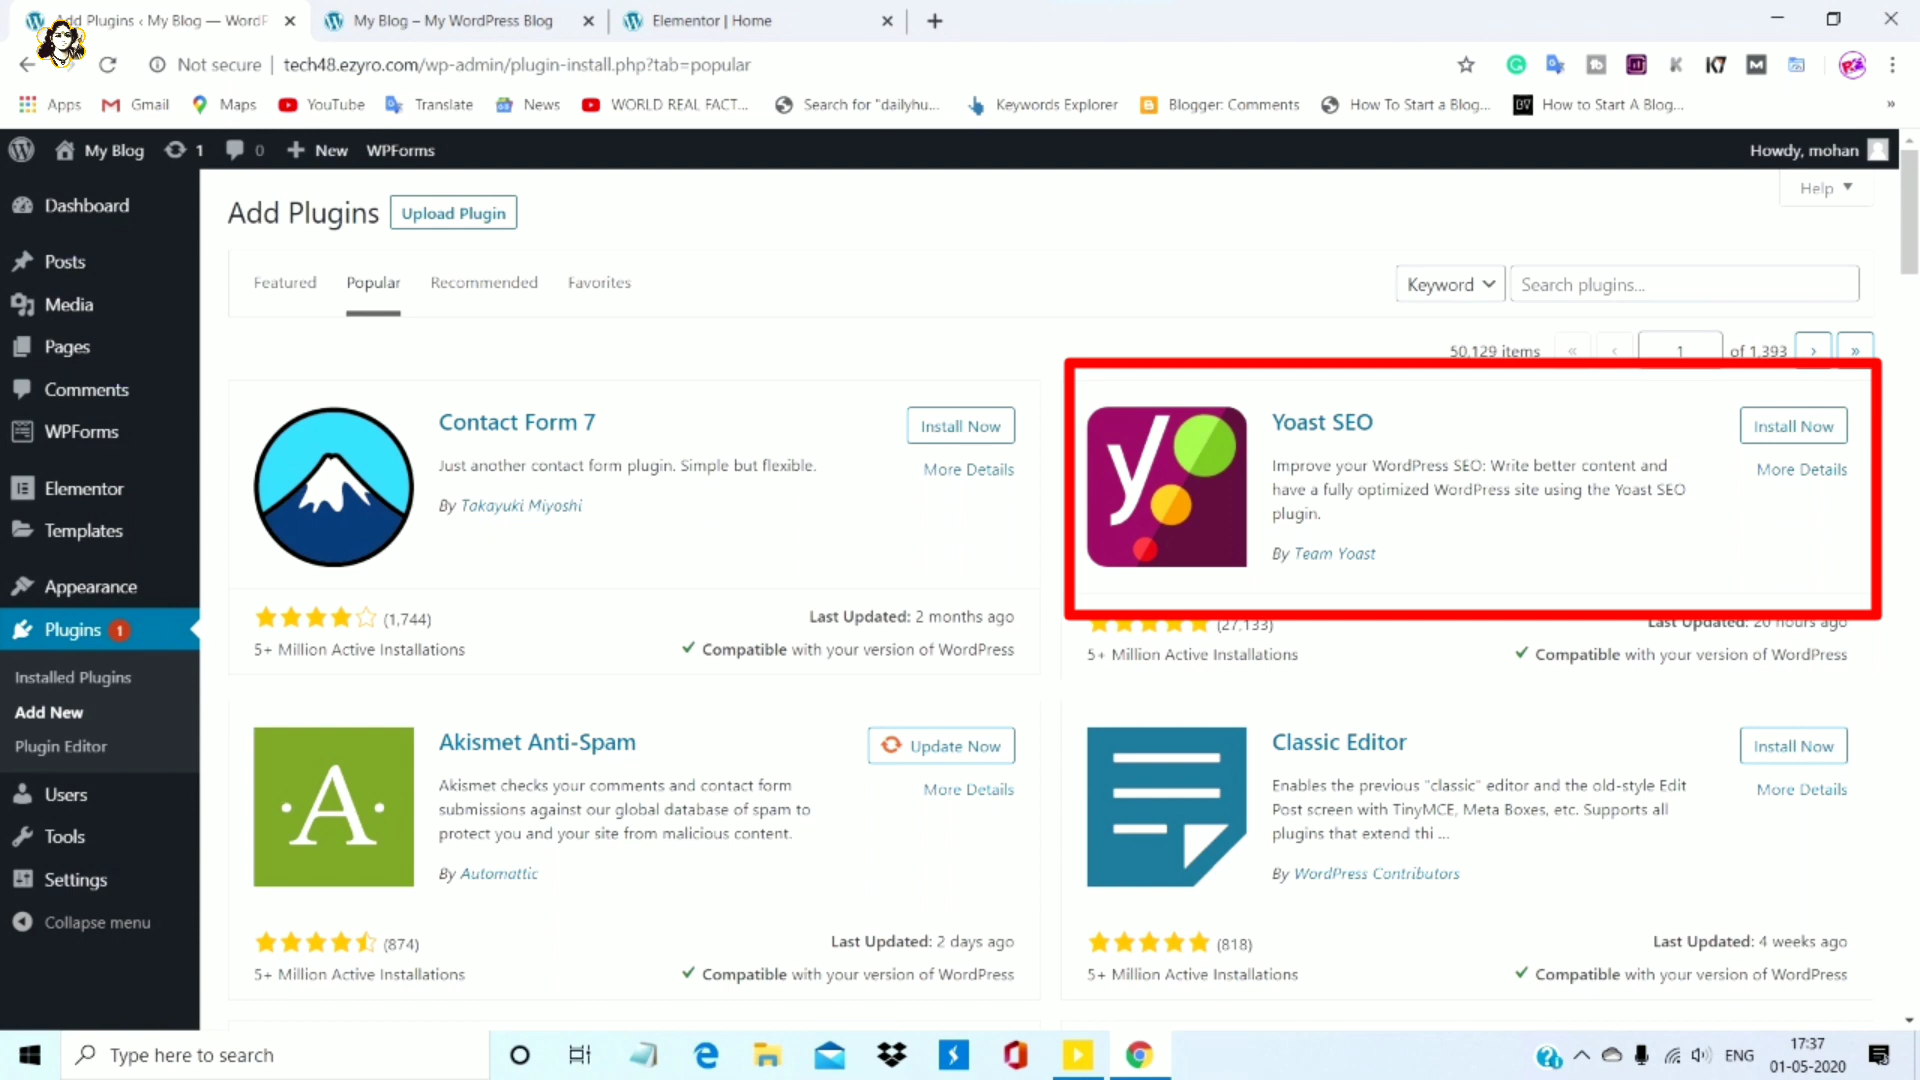 Add Plugins ‹ My Blog — WordP
My Blog – My WordPress Blog
Elementor | Home
Not secure | tech48.ezyro.com/wp-admin/plugin-install.php?tab=popular
Apps
Gmail
Maps
YouTube
Translate
News
WORLD REAL FACT...
Search for "dailyhu...
Keywords Explorer
Blogger: Comments
How To Start a Blog...
How to Start A Blog...
»
My Blog
1
0
New
WPForms
Howdy, mohan
Dashboard
Posts
Media
Pages
Comments
WPForms
Elementor
Templates
Appearance
Plugins 1
Installed Plugins
Add New
Plugin Editor
Users
Tools
Settings
Collapse menu
Help
Add Plugins
Upload Plugin
Featured
Popular
Recommended
Favorites
Keyword
Search plugins...
50,129 items « ‹ 1 of 1,393 › »
Contact Form 7
Install Now
More Details
Just another contact form plugin. Simple but flexible.
By Takayuki Miyoshi
(1,744)
Last Updated: 2 months ago
5+ Million Active Installations
Compatible with your version of WordPress
Yoast SEO
Install Now
More Details
Improve your WordPress SEO: Write better content and
have a fully optimized WordPress site using the Yoast SEO
plugin.
By Team Yoast
(27,133)
Last Updated: 20 hours ago
5+ Million Active Installations
Compatible with your version of WordPress
A
Akismet Anti-Spam
Update Now
More Details
Akismet checks your comments and contact form
submissions against our global database of spam to
protect you and your site from malicious content.
By Automattic
(874)
Last Updated: 2 days ago
5+ Million Active Installations
Compatible with your version of WordPress
Classic Editor
Install Now
More Details
Enables the previous "classic" editor and the old-style Edit
Post screen with TinyMCE, Meta Boxes, etc. Supports all
plugins that extend thi ...
By WordPress Contributors
(818)
Last Updated: 4 weeks ago
5+ Million Active Installations
Compatible with your version of WordPress
Type here to search
ENG
17:37
01-05-2020